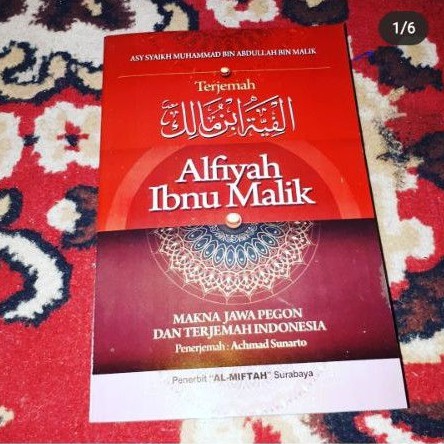 1/6
ASY SYAIKH MUHAMMAD BIN ABDULLAH BIN MALIK
Terjemah
الفية ابن مالك
Alfiyah
Ibnu Malik
MAKNA JAWA PEGON
DAN TERJEMAH INDONESIA
Penerjemah : Achmad Sunarto
Penerbit "AL-MIFTAH" Surabaya